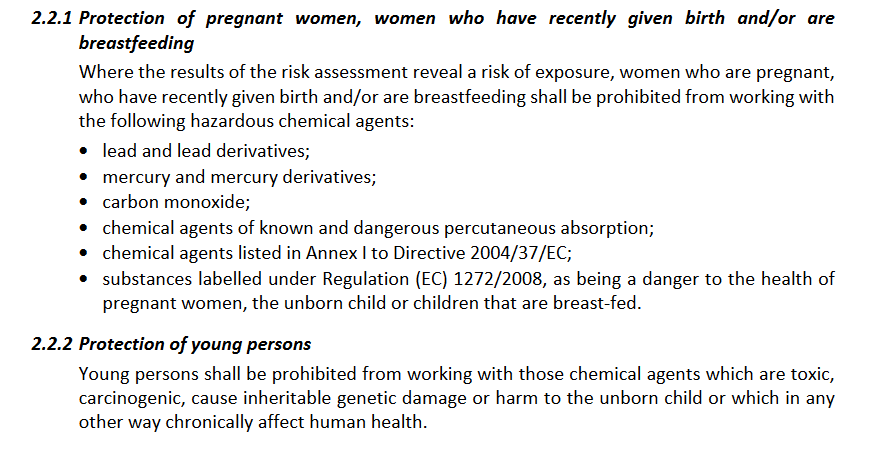 2.2.1 Protection of pregnant women, women who have recently given birth and/or are
breastfeeding
Where the results of the risk assessment reveal a risk of exposure, women who are pregnant,
who have recently given birth and/or are breastfeeding shall be prohibited from working with
the following hazardous chemical agents:
• lead and lead derivatives;
• mercury and mercury derivatives;
• carbon monoxide;
• chemical agents of known and dangerous percutaneous absorption;
• chemical agents listed in Annex I to Directive 2004/37/EC;
• substances labelled under Regulation (EC) 1272/2008, as being a danger to the health of
pregnant women, the unborn child or children that are breast-fed.
2.2.2 Protection of young persons
Young persons shall be prohibited from working with those chemical agents which are toxic,
carcinogenic, cause inheritable genetic damage or harm to the unborn child or which in any
other way chronically affect human health.